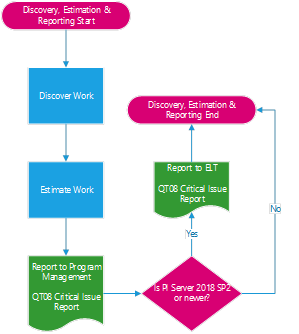 Discovery, Estimation &
Reporting Start
Discover Work
Estimate Work
Report to Program
Management
QT08 Critical Issue
Report
Is PI Server 2018 SP2
or newer?
Yes
No
Report to ELT
QT08 Critical Issue
Report
Discovery, Estimation &
Reporting End